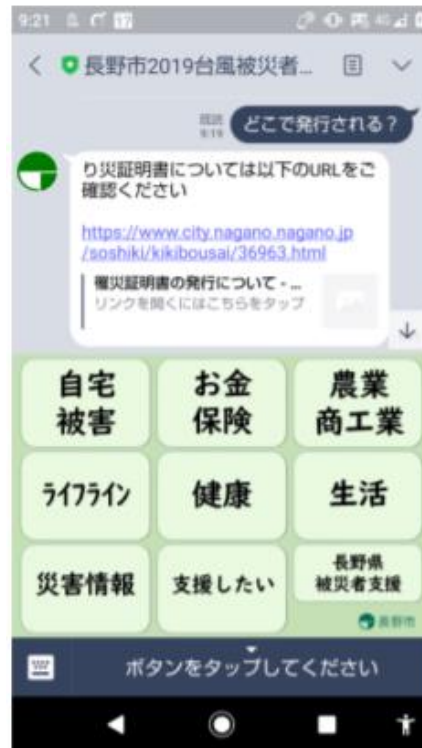 9:21
17
4G
長野市2019台風被災者...
既読
9:19
どこで発行される?
り災証明書については以下のURLをご
確認ください
https://www.city.nagano.nagano.jp
/soshiki/kikibousai/36963.html
罹災証明書の発行について - ...
リンクを開くにはこちらをタップ
自宅
被害
お金
保険
農業
商工業
ライフライン
健康
生活
災害情報
支援したい
長野県
被災者支援
長野市
ボタンをタップしてください